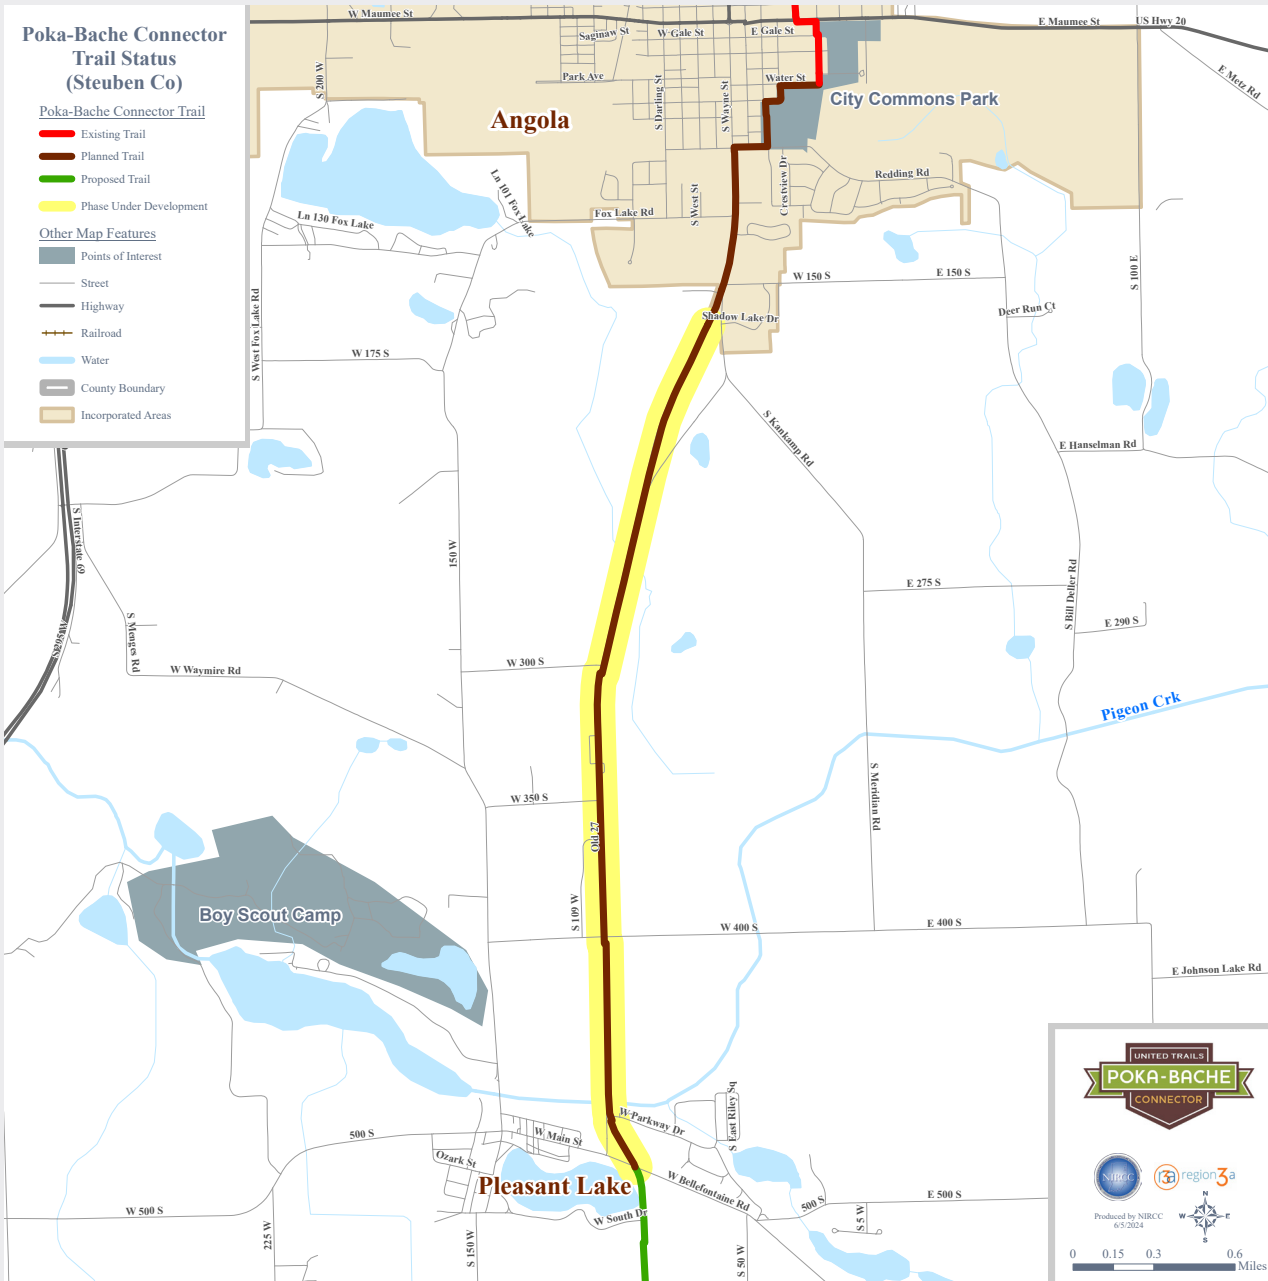 Poka-Bache Connector
Trail Status
(Steuben Co)
Poka-Bache Connector Trail
Existing Trail
Planned Trail
Proposed Trail
Phase Under Development
Other Map Features
Points of Interest
Street
Highway
Railroad
Water
County Boundary
Incorporated Areas
W Maumee St
E Maumee St
US Hwy 20
Saginaw St
W Gale St
E Gale St
E Metz Rd
S 200 W
Park Ave
Water St
S Darling St
S Wayne St
City Commons Park
Angola
Crestview Dr
Redding Rd
Ln 101 Fox Lake
S West St
Ln 130 Fox Lake
Fox Lake Rd
W 150 S
E 150 S
S 100 E
S West Fox Lake Rd
Shadow Lake Dr
Deer Run Ct
W 175 S
S Kankamp Rd
E Hanselman Rd
S Interstate 69
150 W
E 275 S
S Bill Deller Rd
E 290 S
S Menges Rd
S 295 W
W Waymire Rd
W 300 S
Pigeon Crk
W 350 S
S Meridian Rd
Old 27
S 109 W
Boy Scout Camp
W 400 S
E 400 S
E Johnson Lake Rd
S East Riley Sq
W Parkway Dr
500 S
W Main St
Ozark St
Pleasant Lake
W Bellefontaine Rd
500 S
E 500 S
W 500 S
W South Dr
S 5 W
225 W
S 150 W
S 50 W
UNITED TRAILS
POKA-BACHE
CONNECTOR
NIRCC
3a
region3a
Produced by NIRCC
6/5/2024
N
W
E
S
0 0.15 0.3 0.6
Miles